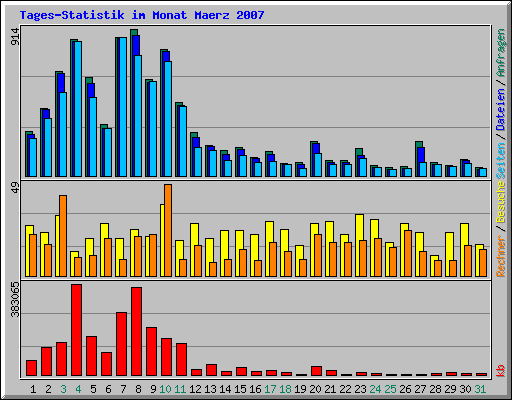 Tages-Statistik im Monat Maerz 2007
914
49
383065
Rechner / Besuche Seiten / Dateien / Anfragen
kb
1 2 3 4 5 6 7 8 9 10 11 12 13 14 15 16 17 18 19 20 21 22 23 24 25 26 27 28 29 30 31